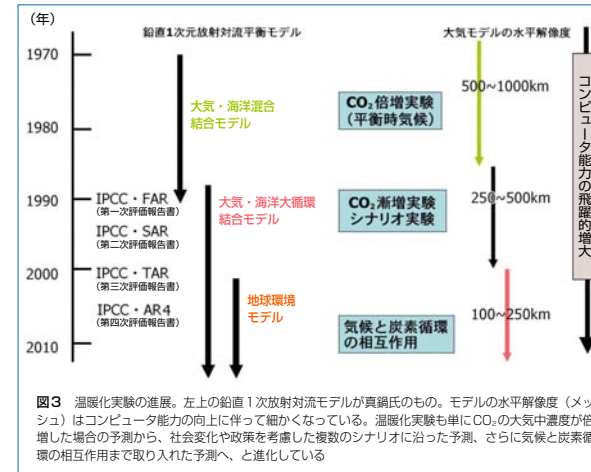 (年)
鉛直1次元放射対流平衡モデル
大気モデルの水平解像度
1970
1980
1990
2000
2010
大気・海洋混合
結合モデル
大気・海洋大循環
結合モデル
地球環境
モデル
IPCC・FAR
(第一次評価報告書)
IPCC・SAR
(第二次評価報告書)
IPCC・TAR
(第三次評価報告書)
IPCC・AR4
(第四次評価報告書)
CO₂倍増実験
(平衡時気候)
CO₂漸増実験
シナリオ実験
気候と炭素循環
の相互作用
500~1000km
250~500km
100~250km
コンピュータ能力の飛躍的増大
図3 温暖化実験の進展。左上の鉛直1次放射対流モデルが真鍋氏のもの。モデルの水平解像度(メッ
シュ)はコンピュータ能力の向上に伴って細かくなっている。温暖化実験も単にCO₂の大気中濃度が倍
増した場合の予測から、社会変化や政策を考慮した複数のシナリオに沿った予測、さらに気候と炭素循
環の相互作用まで取り入れた予測へ、と進化している